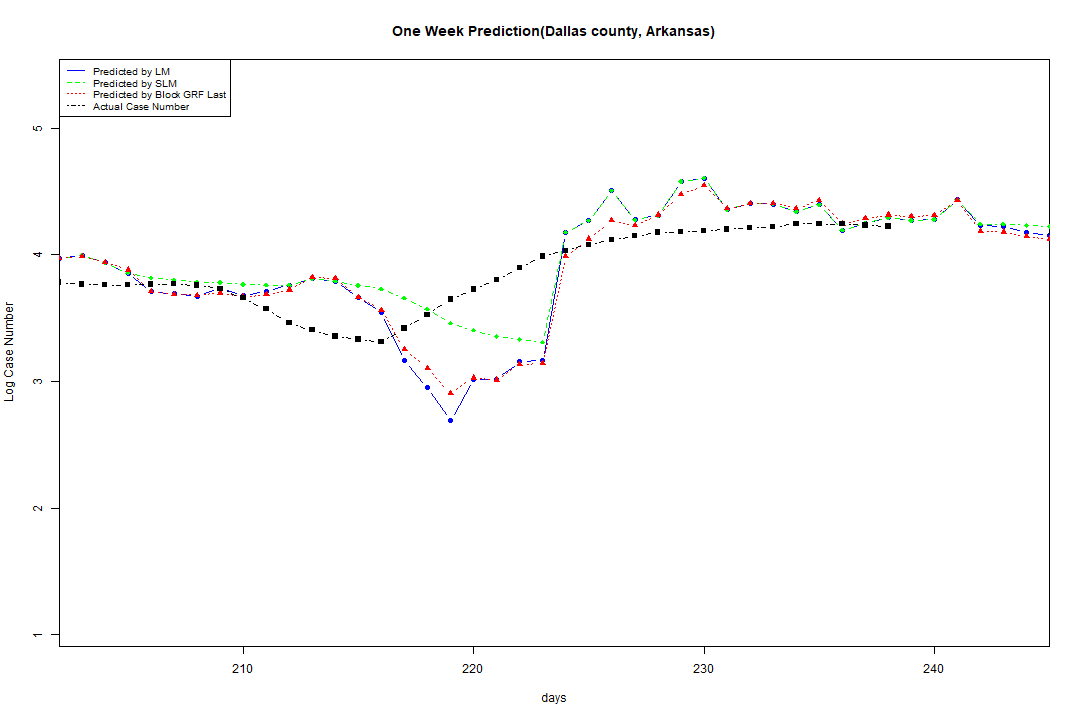 One Week Prediction(Dallas county, Arkansas)
Predicted by LM
Predicted by SLM
Predicted by Block GRF Last
Actual Case Number
5
4
3
2
1
Log Case Number
210 220 230 240
days